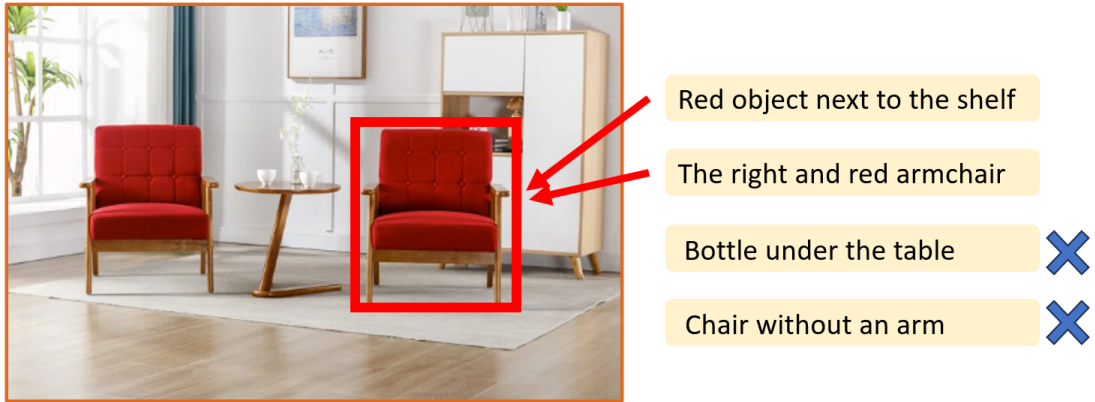 Red object next to the shelf
The right and red armchair
Bottle under the table
Chair without an arm